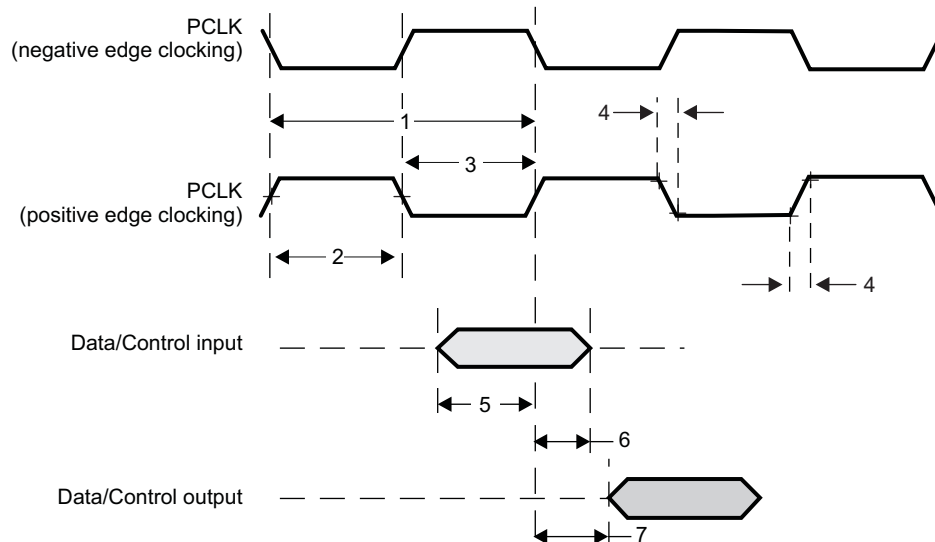 PCLK
(negative edge clocking)
1
4
3
PCLK
(positive edge clocking)
2
4
Data/Control input
5
6
Data/Control output
7